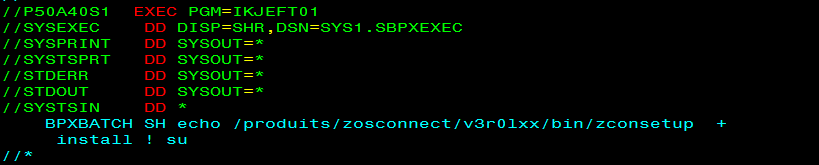 //P50A40S1  EXEC PGM=IKJEFT01
//SYSEXEC   DD DISP=SHR,DSN=SYS1.SBPXEXEC
//SYSPRINT  DD SYSOUT=*
//SYSTSPRT  DD SYSOUT=*
//STDERR    DD SYSOUT=*
//STDOUT    DD SYSOUT=*
//SYSTSIN   DD *
BPXBATCH SH echo /produits/zosconnect/v3r0lxx/bin/zconsetup  +
install ! su
//*